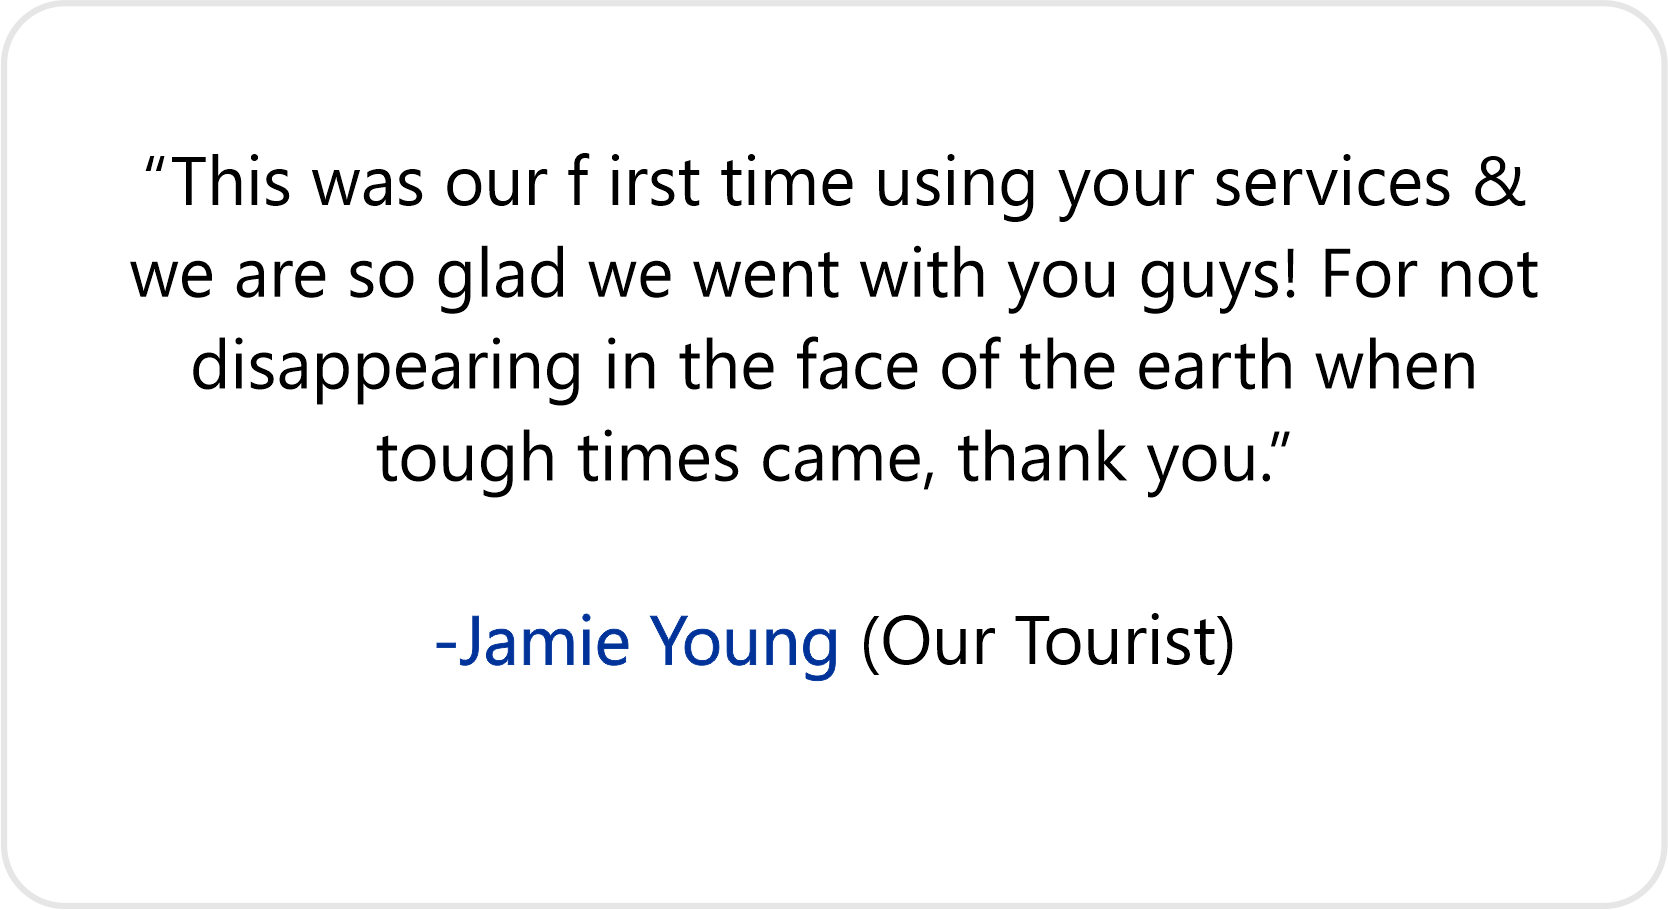 “This was our f irst time using your services &
we are so glad we went with you guys! For not
disappearing in the face of the earth when
tough times came, thank you.”
-Jamie Young (Our Tourist)